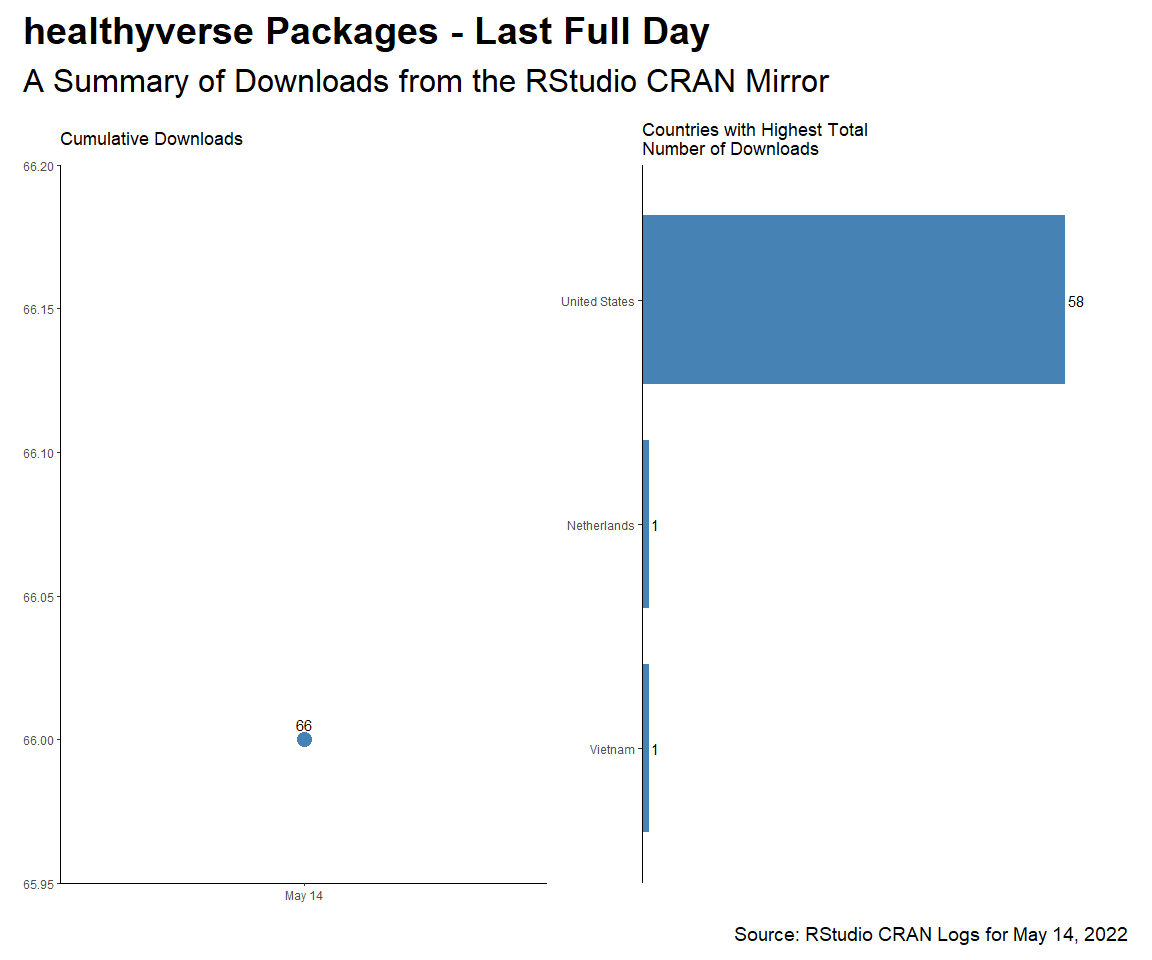 healthyverse Packages - Last Full Day
A Summary of Downloads from the RStudio CRAN Mirror
Cumulative Downloads
66.20
66.15
66.10
66.05
66.00
65.95
66
May 14
Countries with Highest Total
Number of Downloads
United States
58
Netherlands
1
Vietnam
1
Source: RStudio CRAN Logs for May 14, 2022